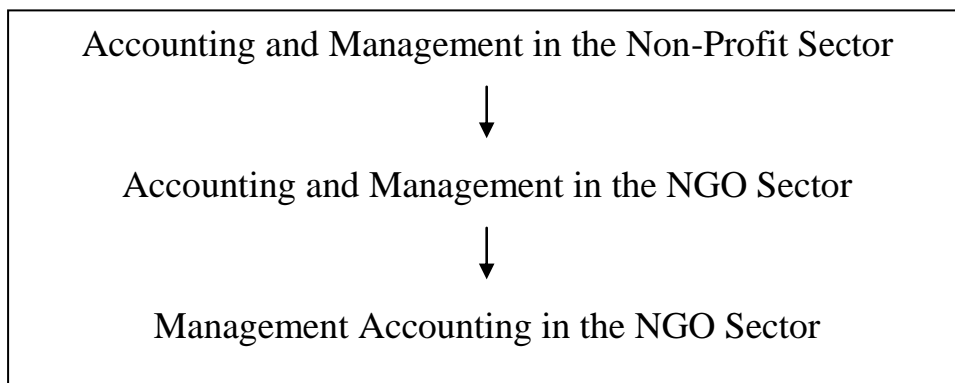 Accounting and Management in the Non-Profit Sector
Accounting and Management in the NGO Sector
Management Accounting in the NGO Sector